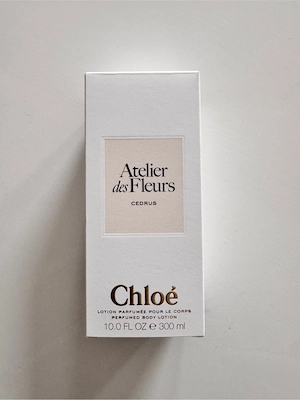 Atelier
des Fleurs
CEDRUS
Chloé
LOTION PARFUMÉE POUR LE CORPS
PERFUMED BODY LOTION
10.0 FL OZ ℮ 300 ml